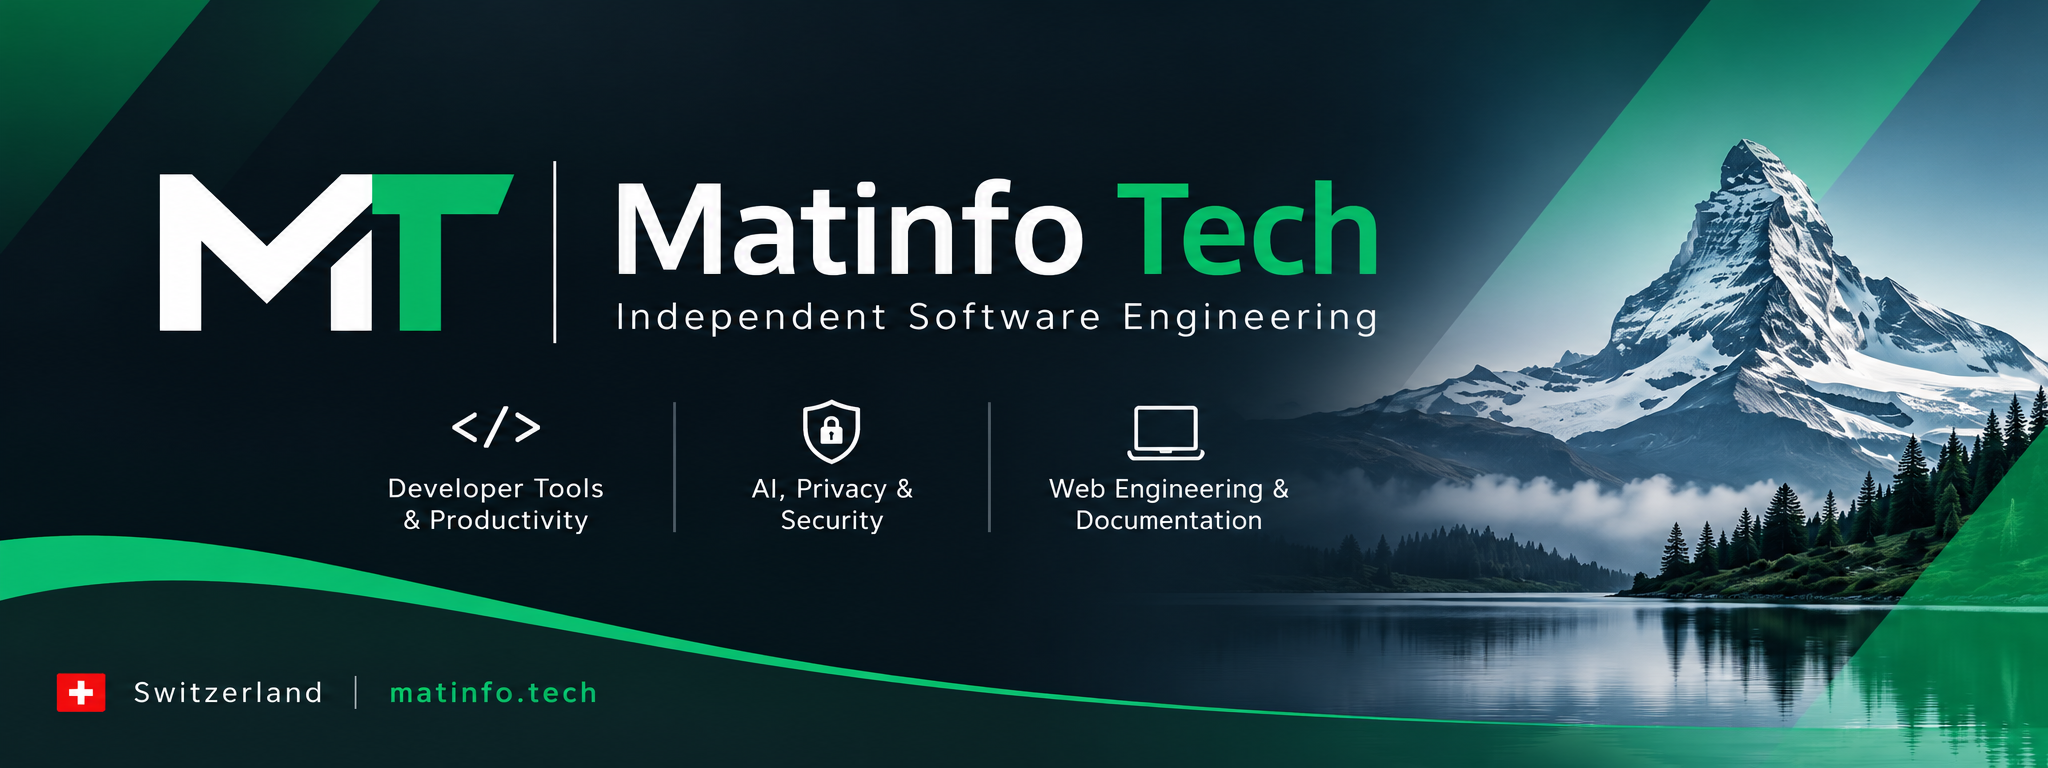 MT
Matinfo Tech
Independent Software Engineering
</>
Developer Tools
& Productivity
AI, Privacy &
Security
Web Engineering &
Documentation
Switzerland
matinfo.tech